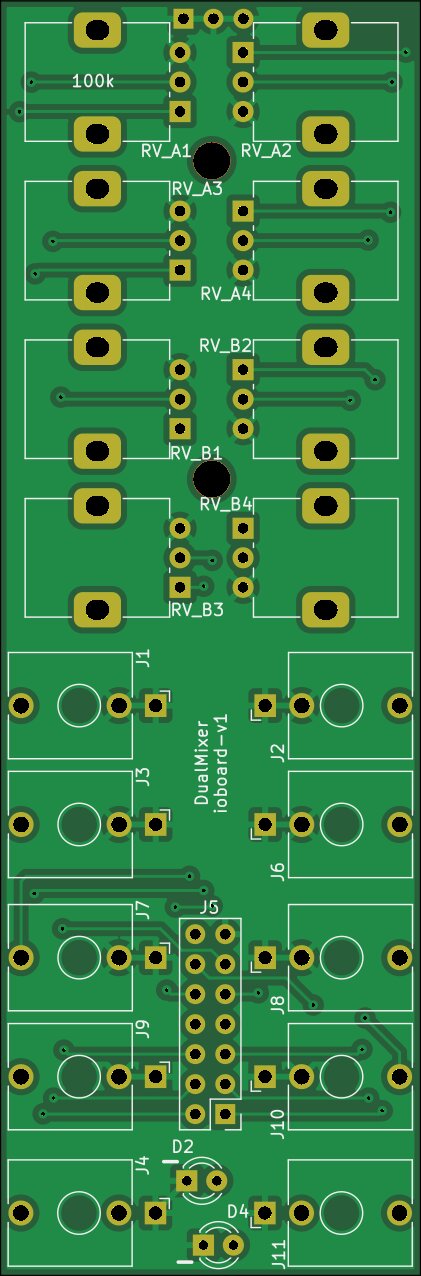 100k
RV_A1
RV_A2
RV_A3
RV_A4
RV_B2
RV_B1
RV_B4
RV_B3
J1
J2
DualMixer
ioboard-v1
J3
J6
J7
J5
J8
J9
J10
D2
J4
D4
J11